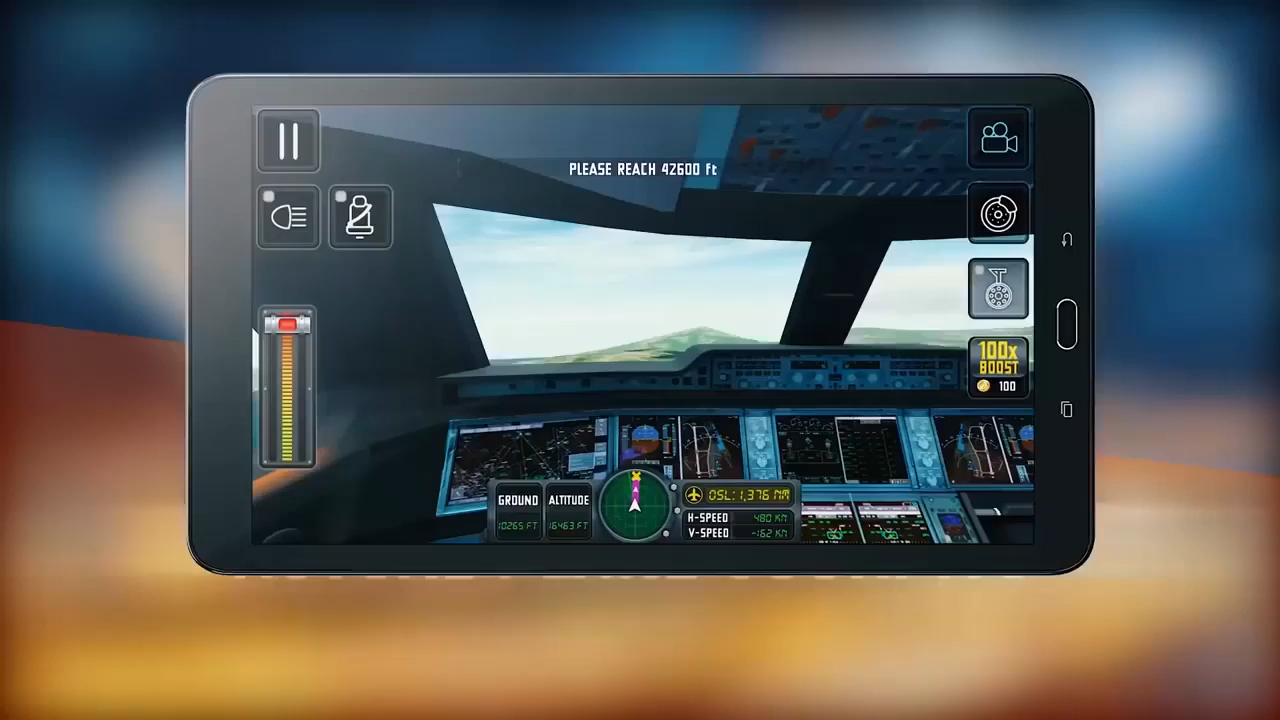 PLEASE REACH 42600 ft
100x
BOOST
100
GROUND
10265 FT
ALTITUDE
16463 FT
OSL: 1,376 NM
H-SPEED 480 KN
V-SPEED -162 KN